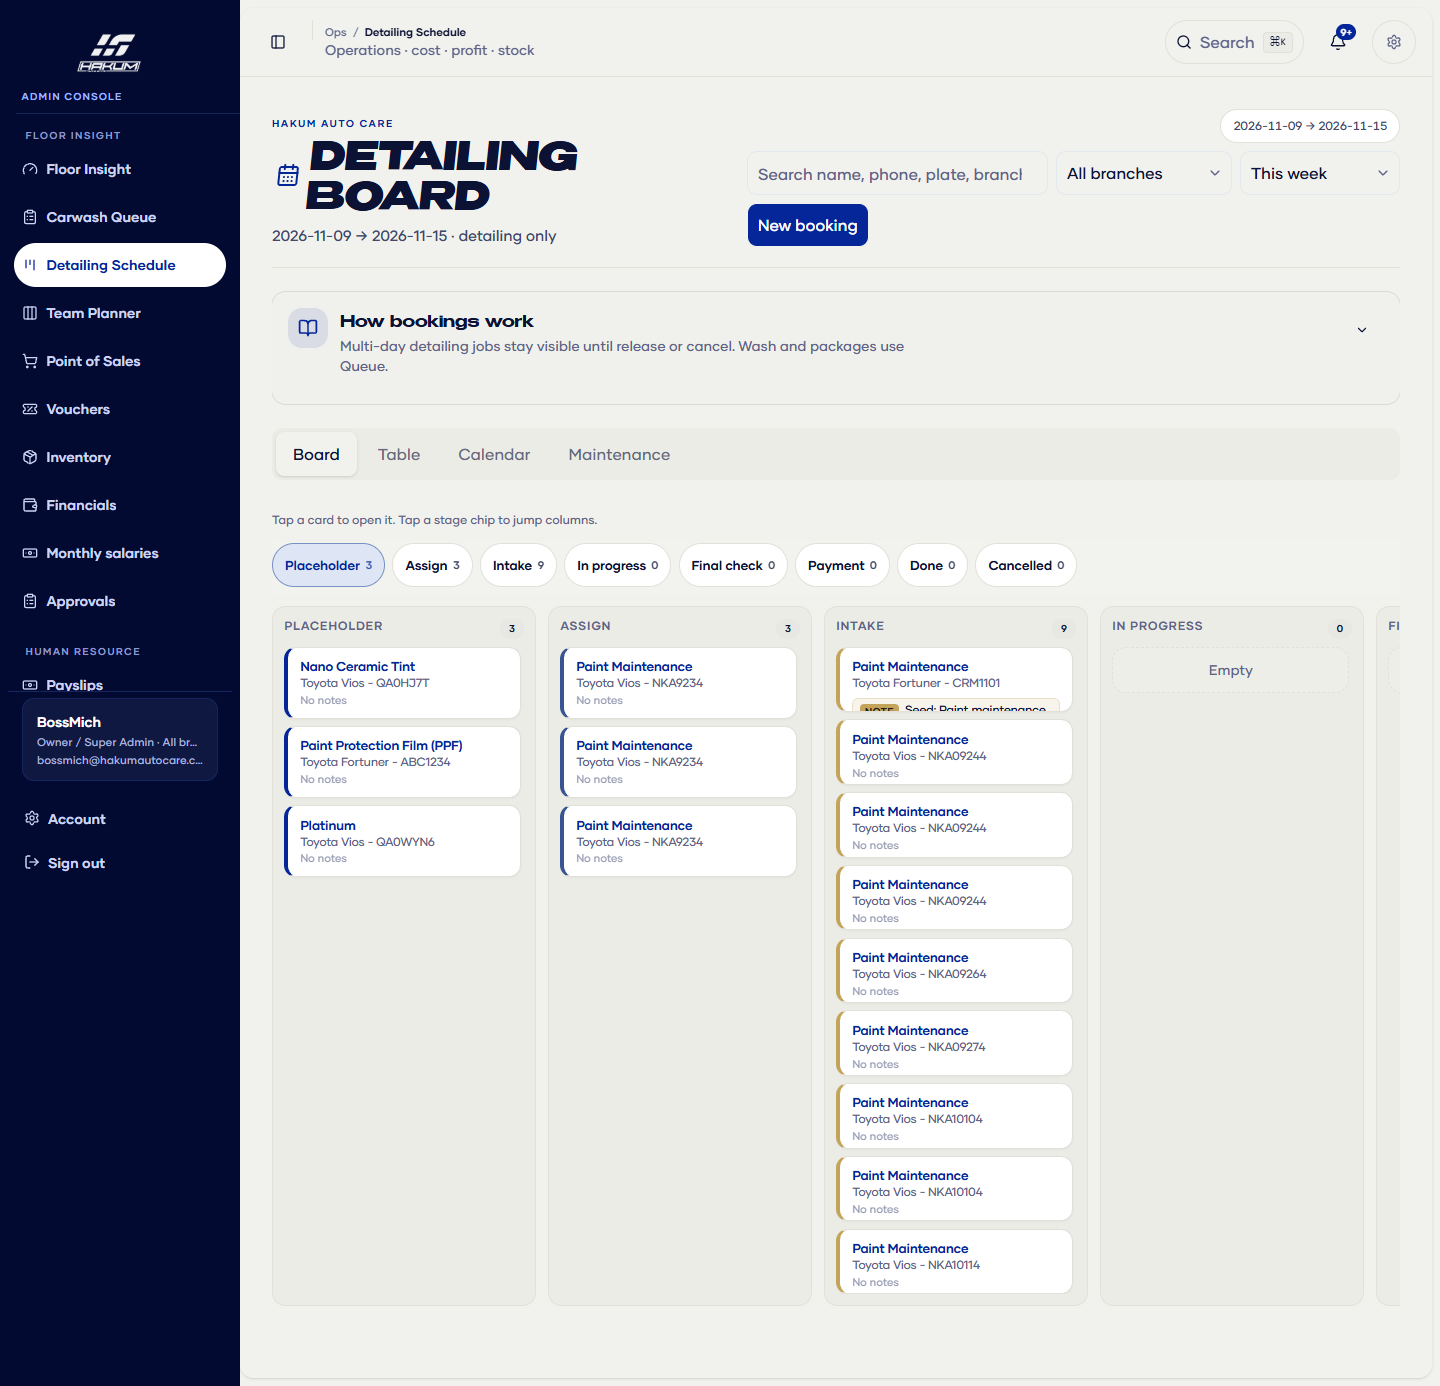 HAKUM
ADMIN CONSOLE
FLOOR INSIGHT
Floor Insight
Carwash Queue
Detailing Schedule
Team Planner
Point of Sales
Vouchers
Inventory
Financials
Monthly salaries
Approvals
HUMAN RESOURCE
Payslips
BossMich
Owner / Super Admin · All br...
bossmich@hakumautocare.c...
Account
Sign out
Ops / Detailing Schedule
Operations · cost · profit · stock
Search ⌘K
9+
HAKUM AUTO CARE
DETAILING
BOARD
2026-11-09 → 2026-11-15 · detailing only
2026-11-09 → 2026-11-15
Search name, phone, plate, branch
All branches
This week
New booking
How bookings work
Multi-day detailing jobs stay visible until release or cancel. Wash and packages use
Queue.
Board
Table
Calendar
Maintenance
Tap a card to open it. Tap a stage chip to jump columns.
Placeholder 3
Assign 3
Intake 9
In progress 0
Final check 0
Payment 0
Done 0
Cancelled 0
PLACEHOLDER 3
Nano Ceramic Tint
Toyota Vios - QA0HJ7T
No notes
Paint Protection Film (PPF)
Toyota Fortuner - ABC1234
No notes
Platinum
Toyota Vios - QA0WYN6
No notes
ASSIGN 3
Paint Maintenance
Toyota Vios - NKA9234
No notes
Paint Maintenance
Toyota Vios - NKA9234
No notes
Paint Maintenance
Toyota Vios - NKA9234
No notes
INTAKE 9
Paint Maintenance
Toyota Fortuner - CRM1101
NOTE Seed: Paint maintenance
Paint Maintenance
Toyota Vios - NKA09244
No notes
Paint Maintenance
Toyota Vios - NKA09244
No notes
Paint Maintenance
Toyota Vios - NKA09244
No notes
Paint Maintenance
Toyota Vios - NKA09264
No notes
Paint Maintenance
Toyota Vios - NKA09274
No notes
Paint Maintenance
Toyota Vios - NKA10104
No notes
Paint Maintenance
Toyota Vios - NKA10104
No notes
Paint Maintenance
Toyota Vios - NKA10114
No notes
IN PROGRESS 0
Empty
FI